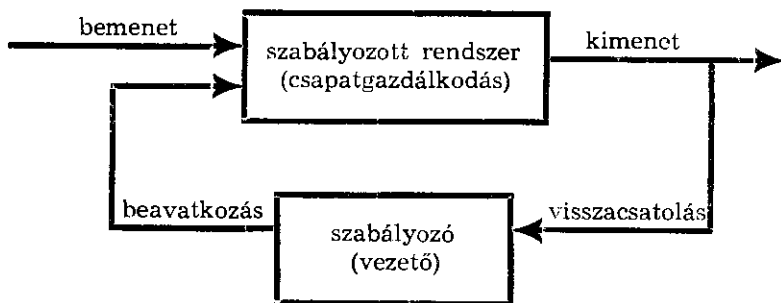 bemenet
szabályozott rendszer
(csapatgazdálkodás)
kimenet
beavatkozás
szabályozó
(vezető)
visszacsatolás